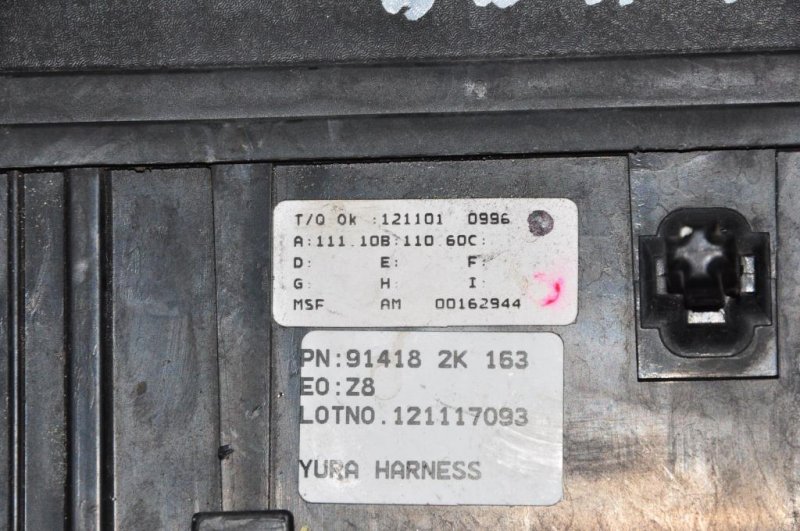 T/Q Ok :121101 0996
A:111.10B:110.60C:
D: E: F:
G: H: I:
MSF AM 00162944
PN:91418 2K 163
EO:Z8
LOTNO.121117093
YURA HARNESS